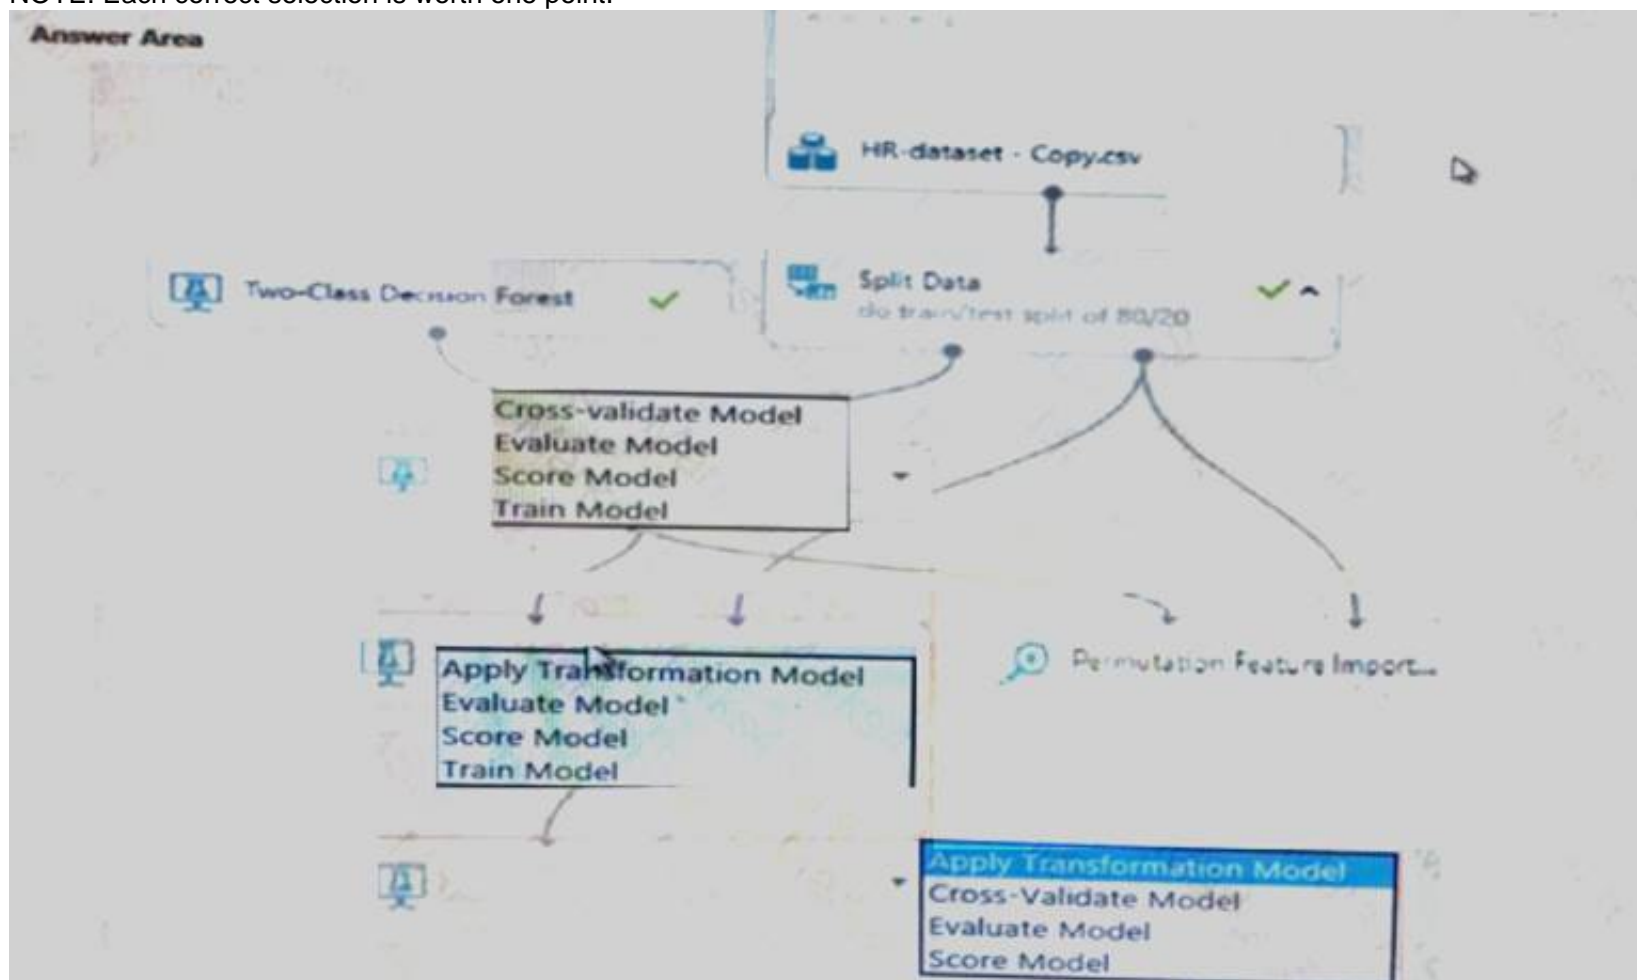 NOTE: Each correct selection is worth one point.
Answer Area
HR-dataset - Copy.csv
Two-Class Decision Forest
Split Data
do train/test split of 80/20
Cross-validate Model
Evaluate Model
Score Model
Train Model
Apply Transformation Model
Evaluate Model
Score Model
Train Model
Permutation Feature Import...
Apply Transformation Model
Cross-Validate Model
Evaluate Model
Score Model